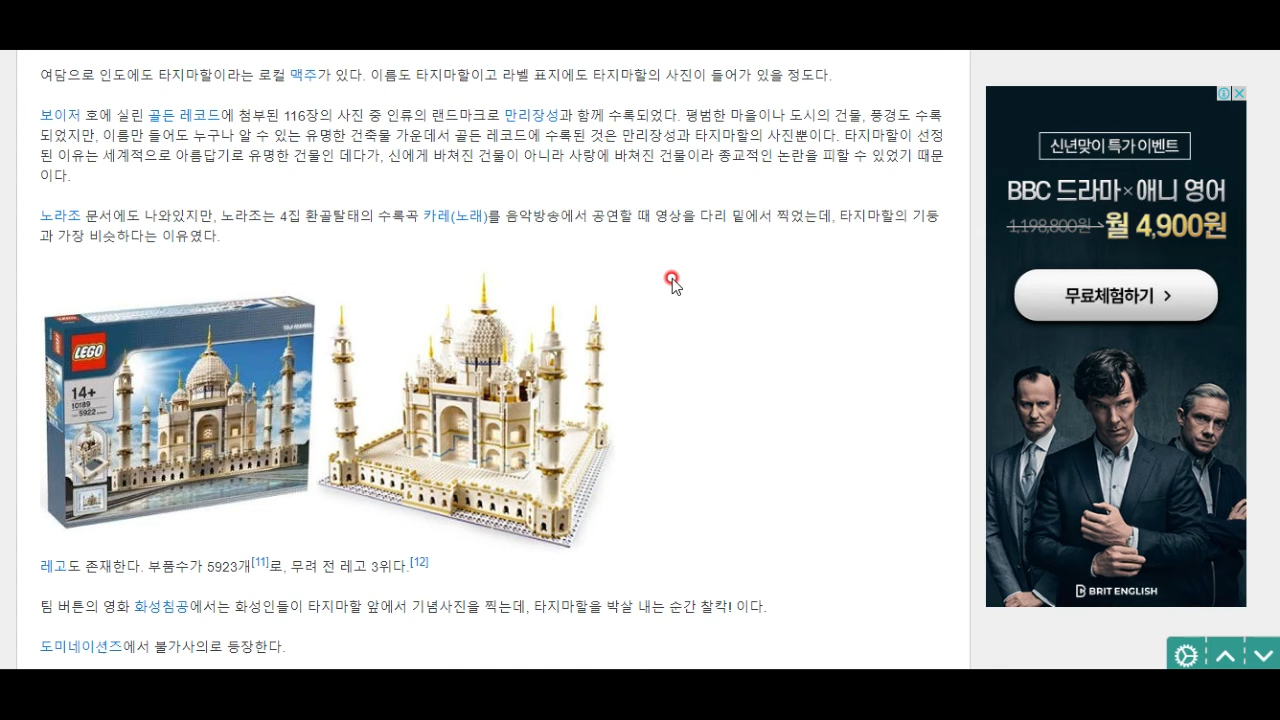 여담으로 인도에도 타지마할이라는 로컬 맥주가 있다. 이름도 타지마할이고 라벨 표지에도 타지마할의 사진이 들어가 있을 정도다.
보이저 호에 실린 골든 레코드에 첨부된 116장의 사진 중 인류의 랜드마크로 만리장성과 함께 수록되었다. 평범한 마을이나 도시의 건물, 풍경도 수록
되었지만, 이름만 들어도 누구나 알 수 있는 유명한 건축물 가운데서 골든 레코드에 수록된 것은 만리장성과 타지마할의 사진뿐이다. 타지마할이 선정
된 이유는 세계적으로 아름답기로 유명한 건물인 데다가, 신에게 바쳐진 건물이 아니라 사랑에 바쳐진 건물이라 종교적인 논란을 피할 수 있었기 때문
이다.
노라조 문서에도 나와있지만, 노라조는 4집 환골탈태의 수록곡 카레(노래)를 음악방송에서 공연할 때 영상을 다리 밑에서 찍었는데, 타지마할의 기둥
과 가장 비슷하다는 이유였다.
LEGO
14+
10189
5922
레고도 존재한다. 부품수가 5923개[11]로, 무려 전 레고 3위다.[12]
팀 버튼의 영화 화성침공에서는 화성인들이 타지마할 앞에서 기념사진을 찍는데, 타지마할을 박살 내는 순간 찰칵! 이다.
도미네이션즈에서 불가사의로 등장한다.
신년맞이 특가 이벤트
BBC 드라마×애니 영어
1,198,800원→월 4,900원
무료체험하기 >
BRIT ENGLISH